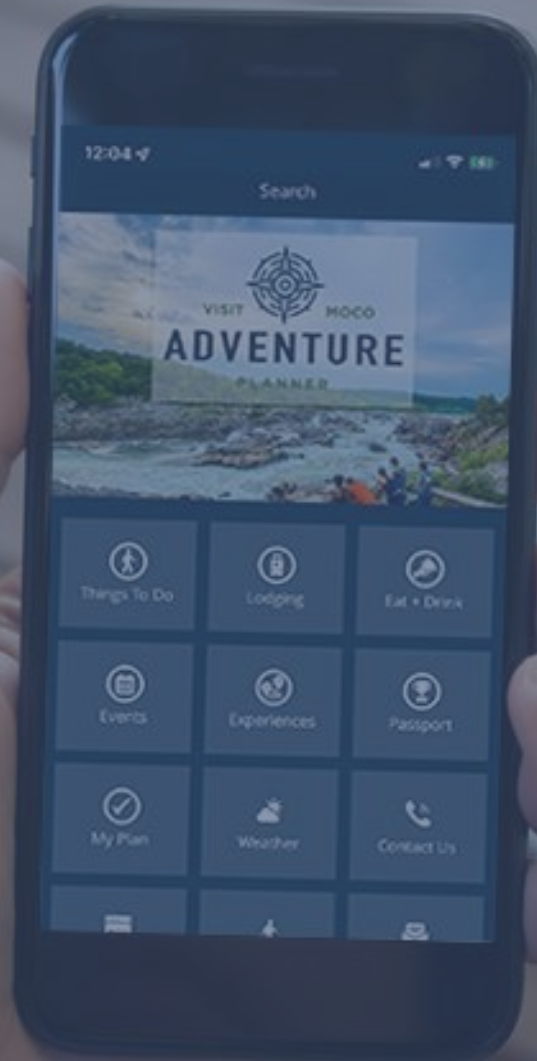 12:04
Search
VISIT MOCO
ADVENTURE
PLANNER
Things To Do
Lodging
Eat + Drink
Events
Experiences
Passport
My Plan
Weather
Contact Us